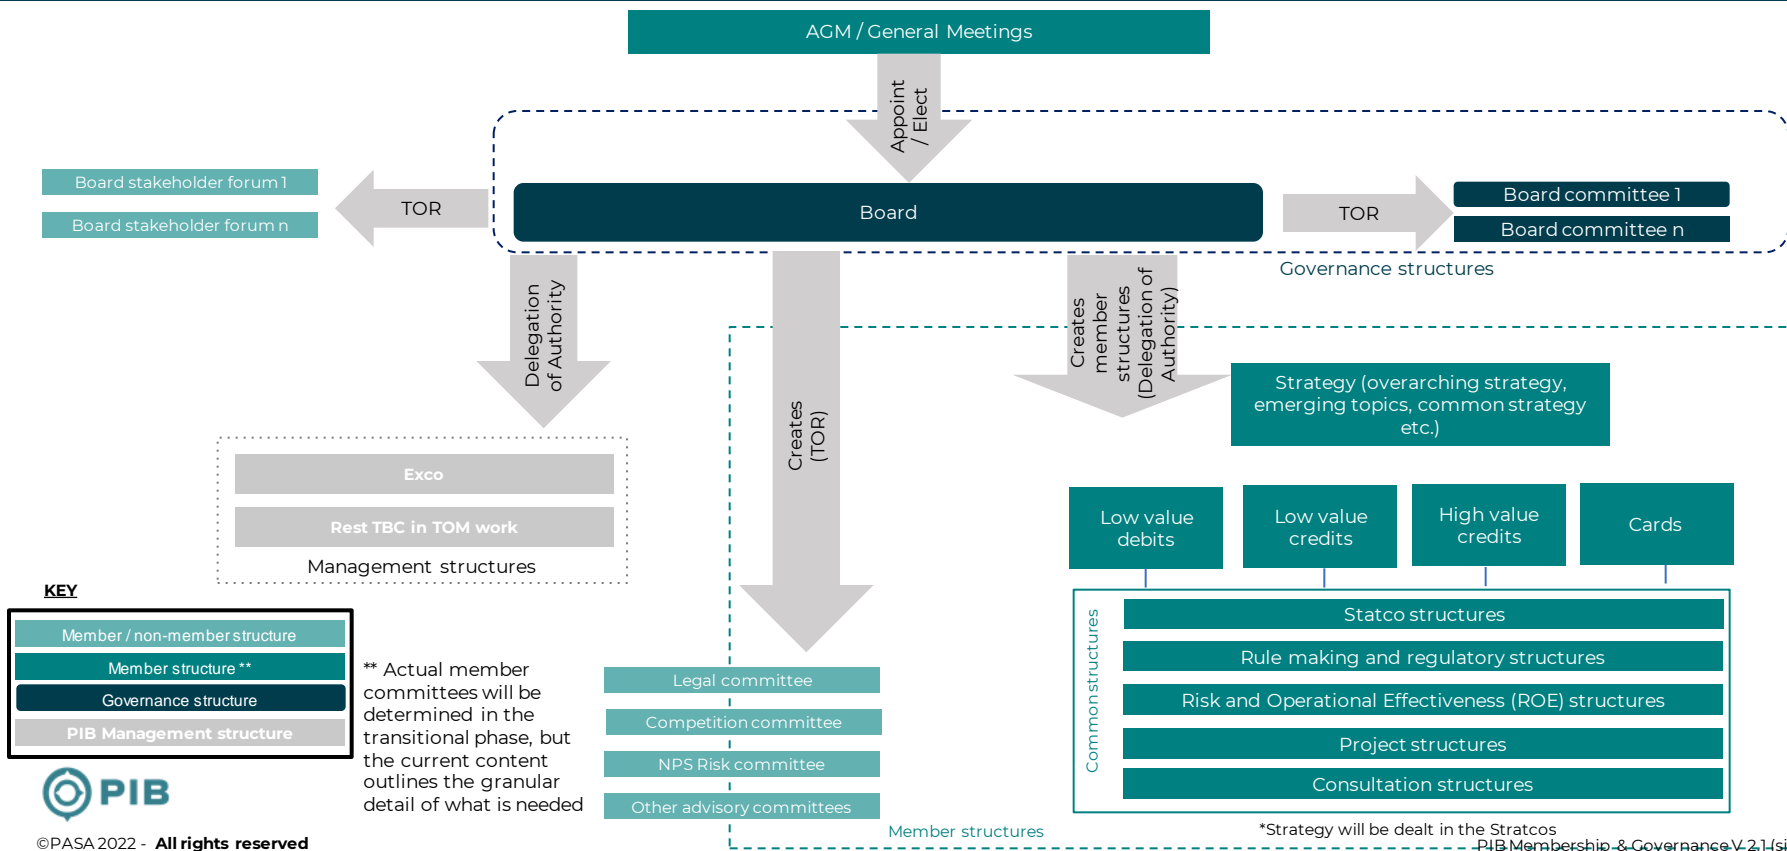 AGM / General Meetings
Appoint
/ Elect
Board stakeholder forum 1
Board stakeholder forum n
TOR
Board
TOR
Board committee 1
Board committee n
Governance structures
Delegation
of Authority
Creates
(TOR)
Creates
member
structures
(Delegation of
Authority)
Strategy (overarching strategy,
emerging topics, common strategy
etc.)
Exco
Rest TBC in TOM work
Management structures
Low value
debits
Low value
credits
High value
credits
Cards
KEY
Member / non-member structure
Member structure **
Governance structure
PIB Management structure
** Actual member
committees will be
determined in the
transitional phase, but
the current content
outlines the granular
detail of what is needed
Legal committee
Competition committee
NPS Risk committee
Other advisory committees
Common structures
Statco structures
Rule making and regulatory structures
Risk and Operational Effectiveness (ROE) structures
Project structures
Consultation structures
Member structures
*Strategy will be dealt in the Stratcos
PIB
©PASA 2022 - All rights reserved
PIB Membership & Governance V 2.1 (si